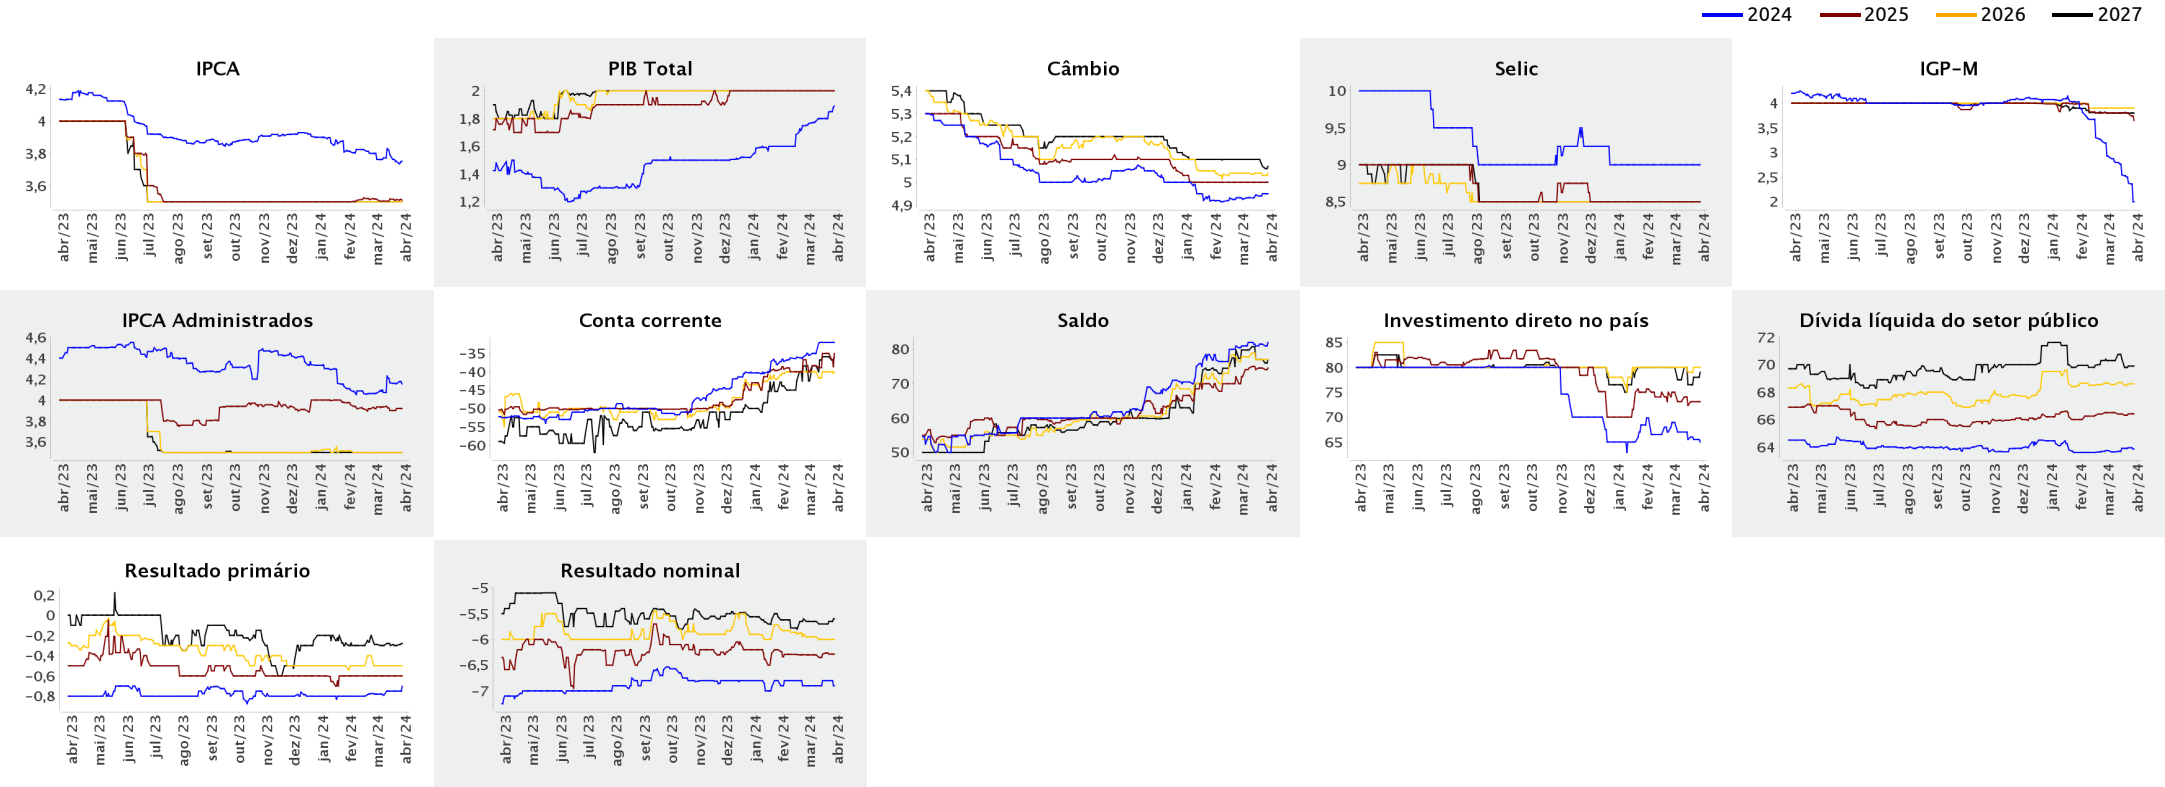 2024 2025 2026 2027
IPCA
4,2
4
3,8
3,6
abr/23 mai/23 jun/23 jul/23 ago/23 set/23 out/23 nov/23 dez/23 jan/24 fev/24 mar/24 abr/24
PIB Total
2
1,8
1,6
1,4
1,2
abr/23 mai/23 jun/23 jul/23 ago/23 set/23 out/23 nov/23 dez/23 jan/24 fev/24 mar/24 abr/24
Câmbio
5,4
5,3
5,2
5,1
5
4,9
abr/23 mai/23 jun/23 jul/23 ago/23 set/23 out/23 nov/23 dez/23 jan/24 fev/24 mar/24 abr/24
Selic
10
9,5
9
8,5
abr/23 mai/23 jun/23 jul/23 ago/23 set/23 out/23 nov/23 dez/23 jan/24 fev/24 mar/24 abr/24
IGP-M
4
3,5
3
2,5
2
abr/23 mai/23 jun/23 jul/23 ago/23 set/23 out/23 nov/23 dez/23 jan/24 fev/24 mar/24 abr/24
IPCA Administrados
4,6
4,4
4,2
4
3,8
3,6
abr/23 mai/23 jun/23 jul/23 ago/23 set/23 out/23 nov/23 dez/23 jan/24 fev/24 mar/24 abr/24
Conta corrente
-35
-40
-45
-50
-55
-60
abr/23 mai/23 jun/23 jul/23 ago/23 set/23 out/23 nov/23 dez/23 jan/24 fev/24 mar/24 abr/24
Saldo
80
70
60
50
abr/23 mai/23 jun/23 jul/23 ago/23 set/23 out/23 nov/23 dez/23 jan/24 fev/24 mar/24 abr/24
Investimento direto no país
85
80
75
70
65
abr/23 mai/23 jun/23 jul/23 ago/23 set/23 out/23 nov/23 dez/23 jan/24 fev/24 mar/24 abr/24
Dívida líquida do setor público
72
70
68
66
64
abr/23 mai/23 jun/23 jul/23 ago/23 set/23 out/23 nov/23 dez/23 jan/24 fev/24 mar/24 abr/24
Resultado primário
0,2
0
-0,2
-0,4
-0,6
-0,8
abr/23 mai/23 jun/23 jul/23 ago/23 set/23 out/23 nov/23 dez/23 jan/24 fev/24 mar/24 abr/24
Resultado nominal
-5
-5,5
-6
-6,5
-7
abr/23 mai/23 jun/23 jul/23 ago/23 set/23 out/23 nov/23 dez/23 jan/24 fev/24 mar/24 abr/24